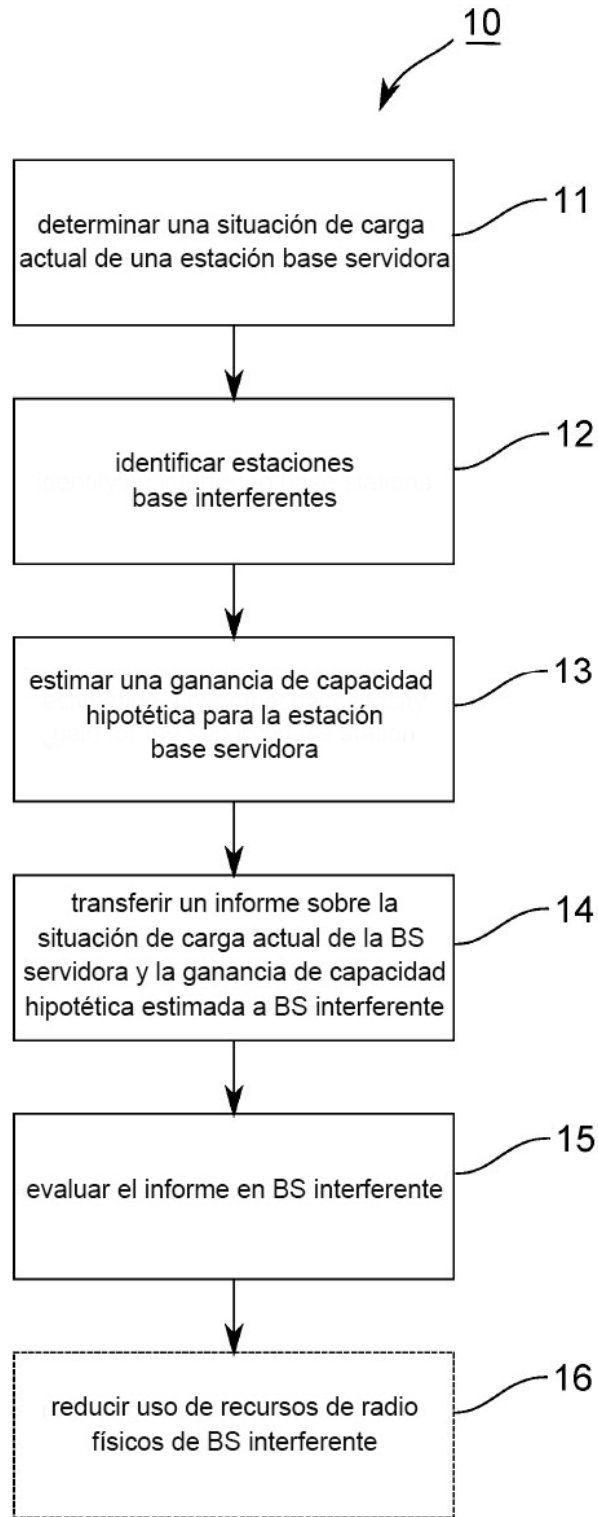 10
determinar una situación de carga
actual de una estación base servidora
11
identificar estaciones
base interferentes
12
estimar una ganancia de capacidad
hipotética para la estación
base servidora
13
transferir un informe sobre la
situación de carga actual de la BS
servidora y la ganancia de capacidad
hipotética estimada a BS interferente
14
evaluar el informe en BS interferente
15
reducir uso de recursos de radio
físicos de BS interferente
16